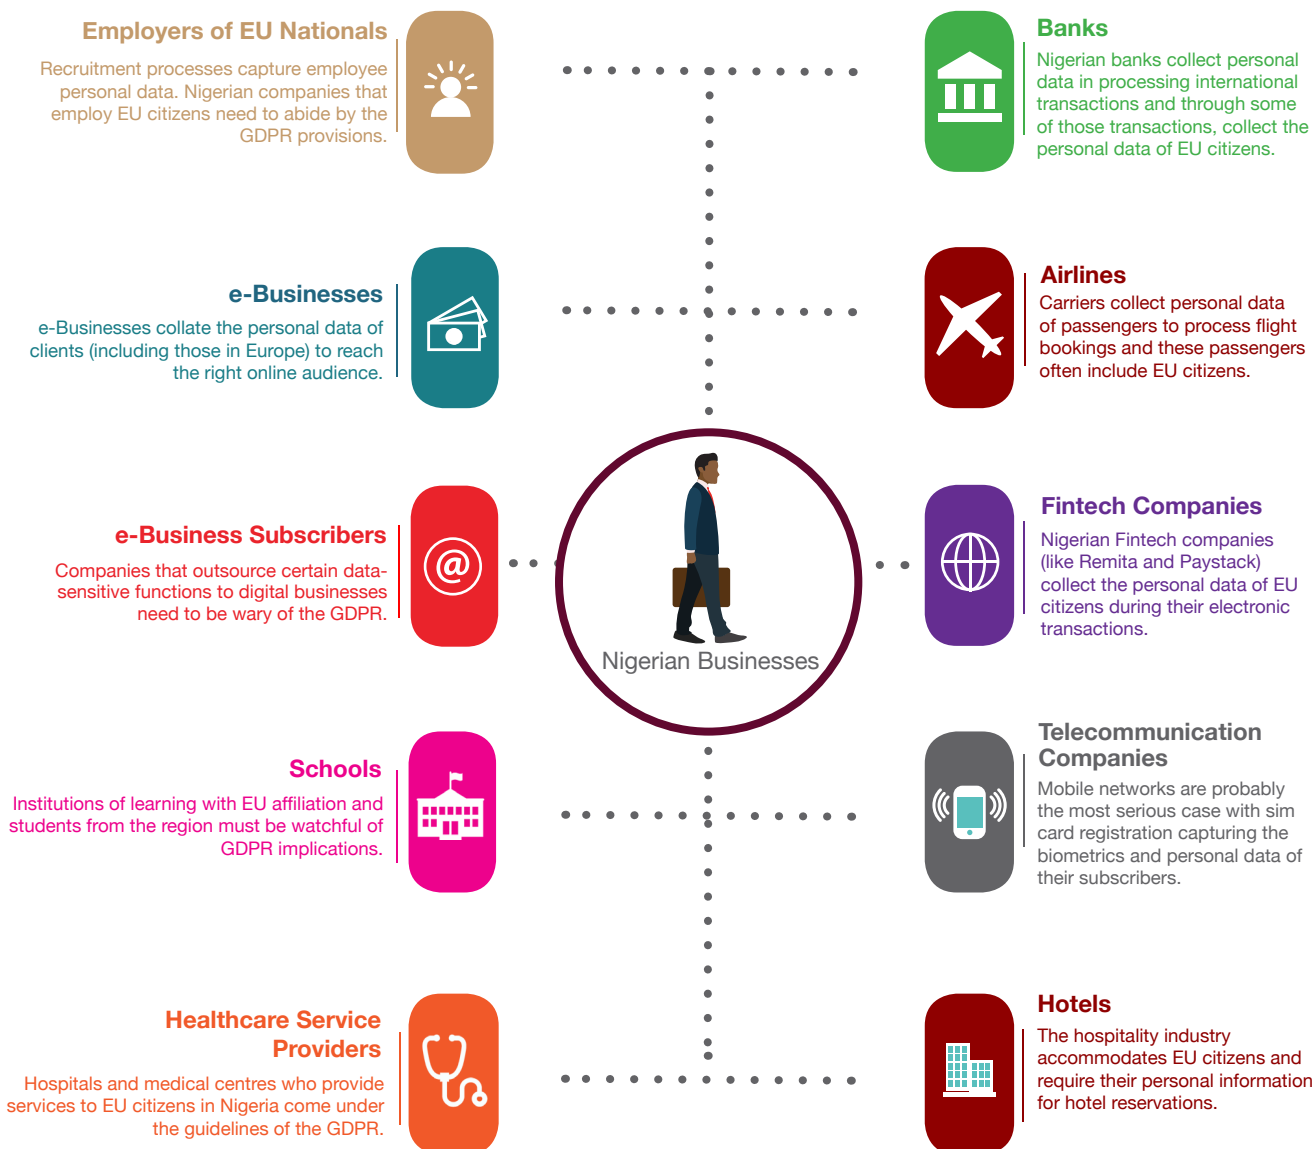 Employers of EU Nationals
Recruitment processes capture employee
personal data. Nigerian companies that
employ EU citizens need to abide by the
GDPR provisions.
Banks
Nigerian banks collect personal
data in processing international
transactions and through some
of those transactions, collect the
personal data of EU citizens.
e-Businesses
e-Businesses collate the personal data of
clients (including those in Europe) to reach
the right online audience.
Airlines
Carriers collect personal data
of passengers to process flight
bookings and these passengers
often include EU citizens.
e-Business Subscribers
Companies that outsource certain data-
sensitive functions to digital businesses
need to be wary of the GDPR.
@
Nigerian Businesses
Fintech Companies
Nigerian Fintech companies
(like Remita and Paystack)
collect the personal data of EU
citizens during their electronic
transactions.
Schools
Institutions of learning with EU affiliation and
students from the region must be watchful of
GDPR implications.
Telecommunication
Companies
Mobile networks are probably
the most serious case with sim
card registration capturing the
biometrics and personal data of
their subscribers.
Healthcare Service
Providers
Hospitals and medical centres who provide
services to EU citizens in Nigeria come under
the guidelines of the GDPR.
Hotels
The hospitality industry
accommodates EU citizens and
require their personal information
for hotel reservations.